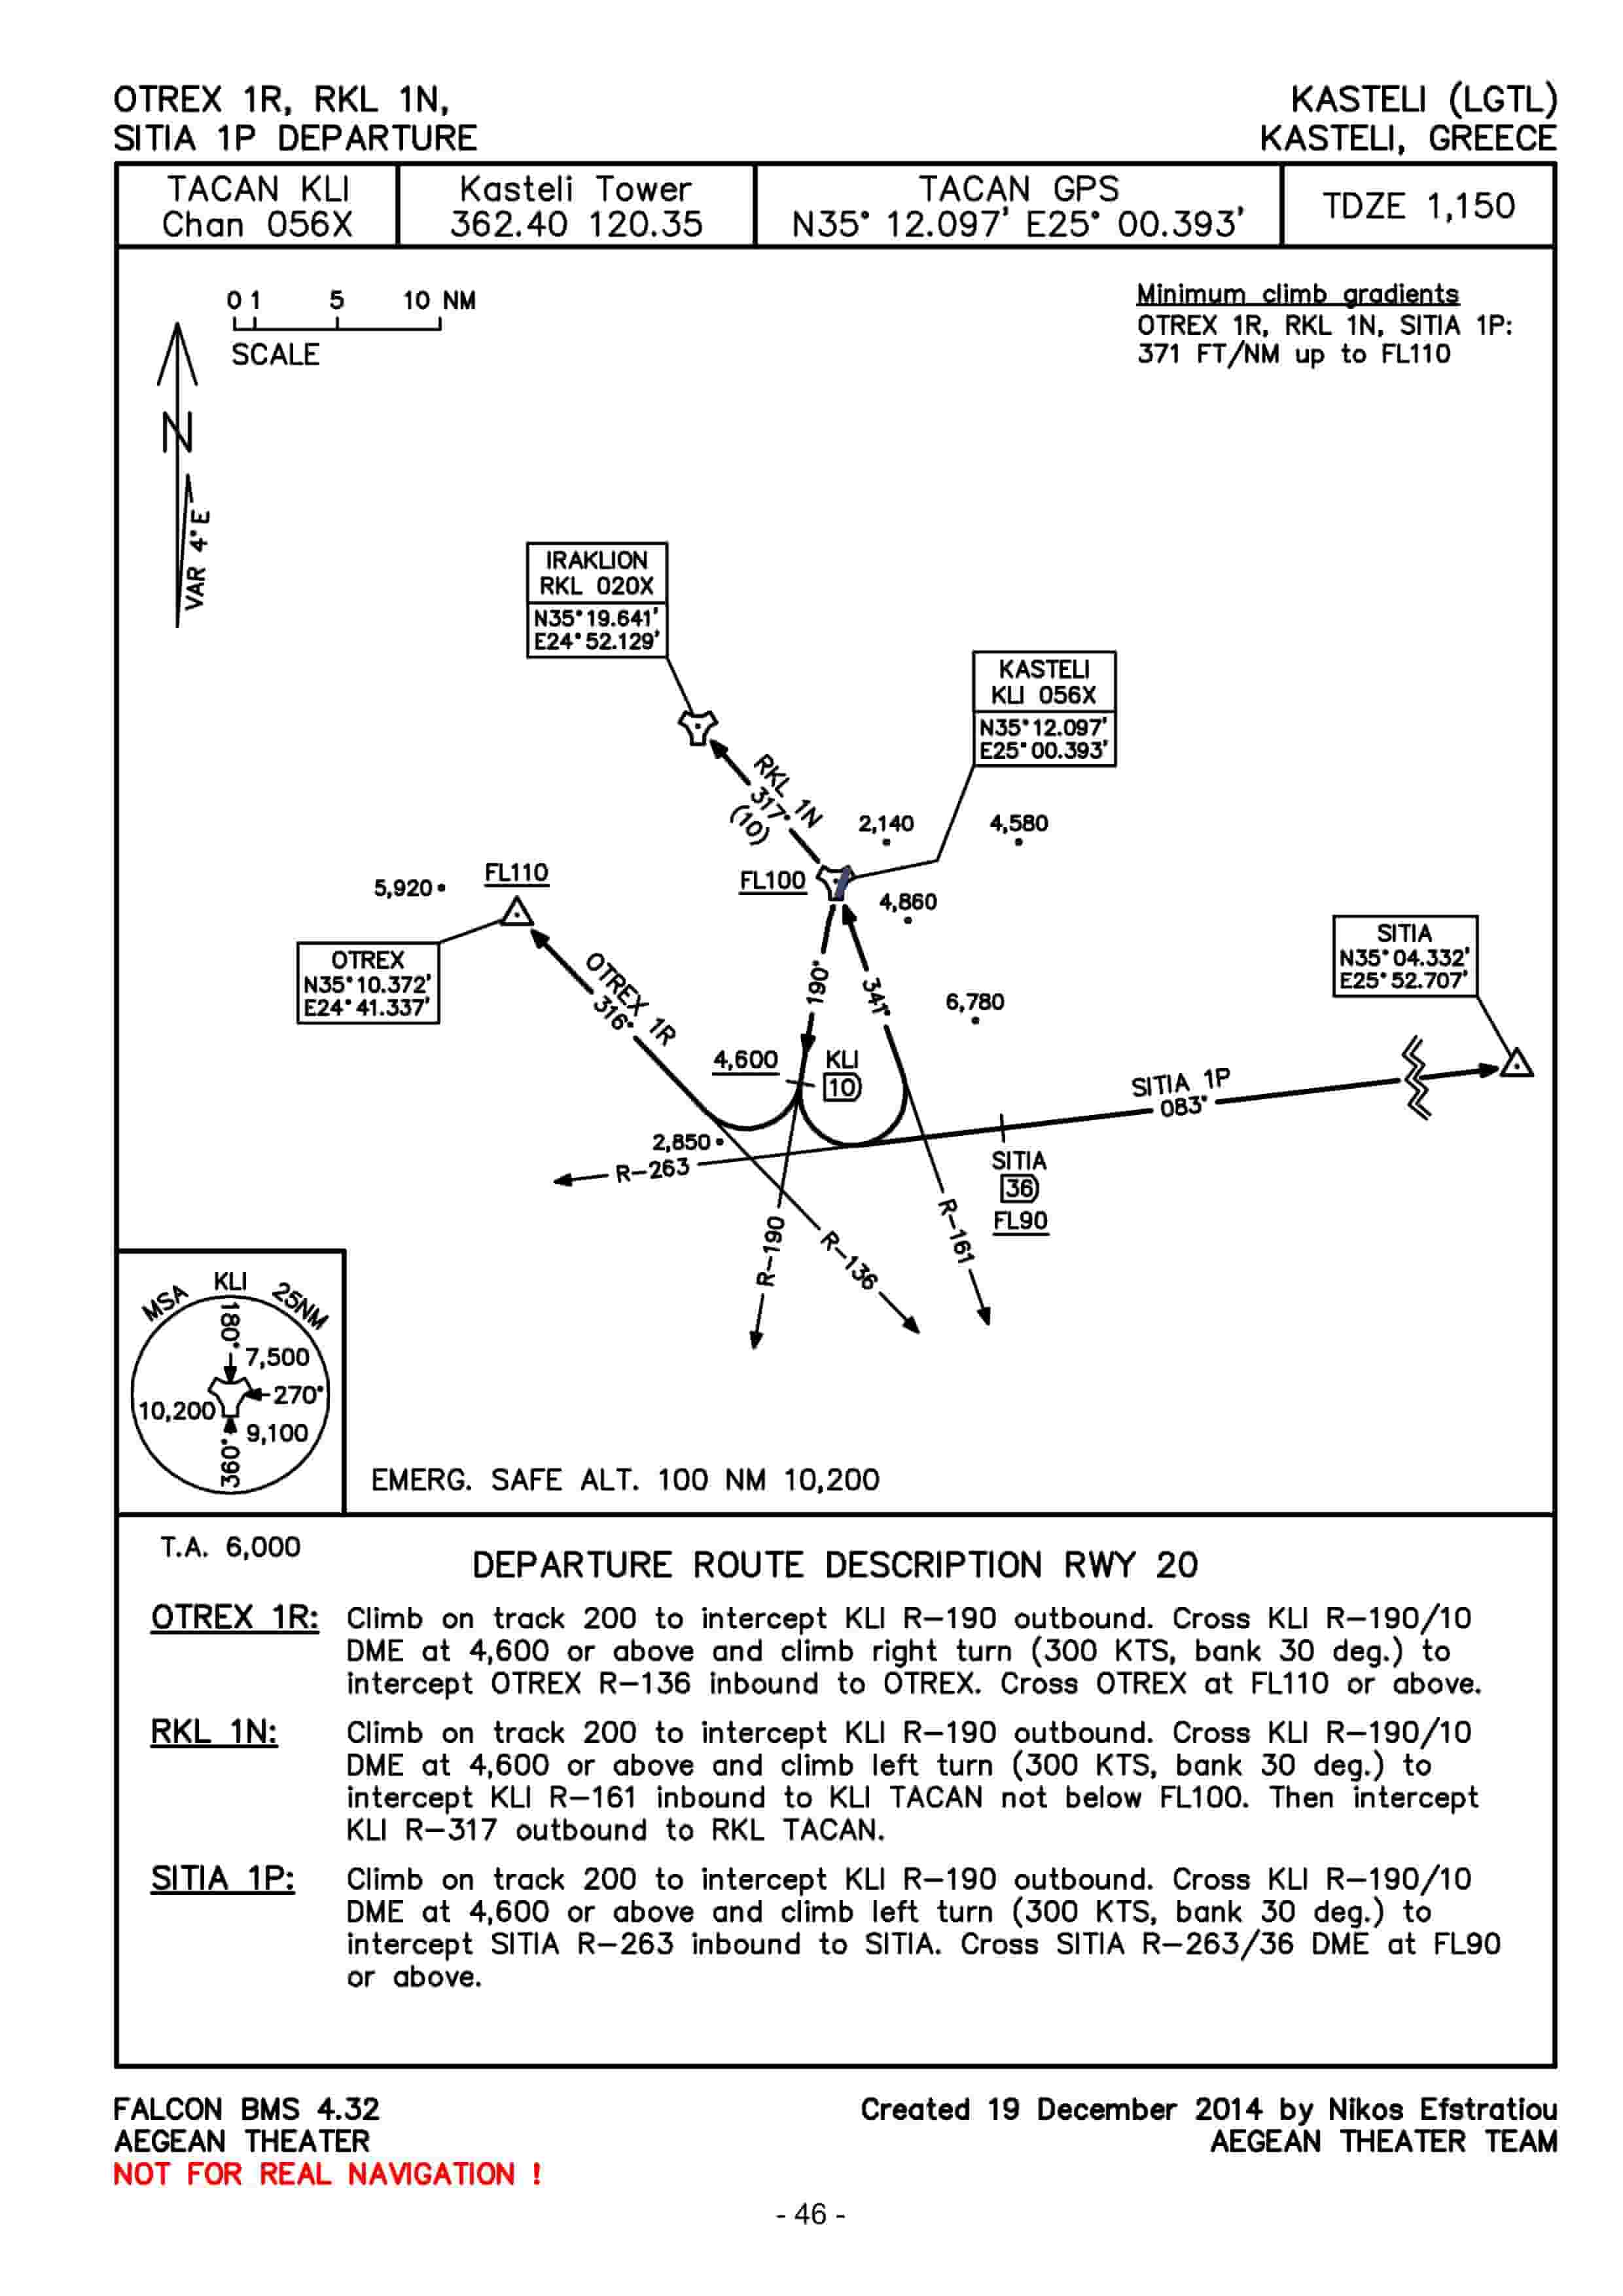 OTREX 1R, RKL 1N,
SITIA 1P DEPARTURE
KASTELI (LGTL)
KASTELI, GREECE
TACAN KLI
Chan 056X
Kasteli Tower
362.40 120.35
TACAN GPS
N35° 12.097' E25° 00.393'
TDZE 1,150
0 1 5 10 NM
SCALE
Minimum climb gradients
OTREX 1R, RKL 1N, SITIA 1P:
371 FT/NM up to FL110
N
VAR 4°E
IRAKLION
RKL 020X
N35°19.641'
E24°52.129'
KASTELI
KLI 056X
N35°12.097'
E25°00.393'
RKL 1N
317°
(10)
2,140
4,580
5,920
FL110
FL100
4,860
OTREX
N35°10.372'
E24°41.337'
OTREX 1R
316°
190°
341°
6,780
SITIA
N35°04.332'
E25°52.707'
4,600
KLI
10
SITIA 1P
083°
2,850
R-263
SITIA
36
FL90
R-190
R-136
R-161
MSA KLI 25NM
180°
7,500
270°
10,200
9,100
360°
EMERG. SAFE ALT. 100 NM 10,200
T.A. 6,000
DEPARTURE ROUTE DESCRIPTION RWY 20
OTREX 1R: Climb on track 200 to intercept KLI R-190 outbound. Cross KLI R-190/10
DME at 4,600 or above and climb right turn (300 KTS, bank 30 deg.) to
intercept OTREX R-136 inbound to OTREX. Cross OTREX at FL110 or above.
RKL 1N: Climb on track 200 to intercept KLI R-190 outbound. Cross KLI R-190/10
DME at 4,600 or above and climb left turn (300 KTS, bank 30 deg.) to
intercept KLI R-161 inbound to KLI TACAN not below FL100. Then intercept
KLI R-317 outbound to RKL TACAN.
SITIA 1P: Climb on track 200 to intercept KLI R-190 outbound. Cross KLI R-190/10
DME at 4,600 or above and climb left turn (300 KTS, bank 30 deg.) to
intercept SITIA R-263 inbound to SITIA. Cross SITIA R-263/36 DME at FL90
or above.
FALCON BMS 4.32
AEGEAN THEATER
NOT FOR REAL NAVIGATION !
Created 19 December 2014 by Nikos Efstratiou
AEGEAN THEATER TEAM
- 46 -